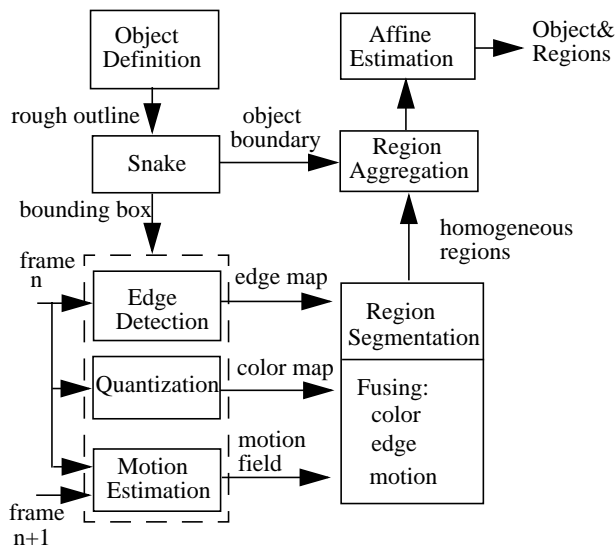 Object
Definition
Affine
Estimation
Object&
Regions
rough outline
object
boundary
Snake
Region
Aggregation
bounding box
homogeneous
regions
frame
n
Edge
Detection
edge map
Region
Segmentation
Quantization
color map
Fusing:
color
edge
motion
Motion
Estimation
motion
field
frame
n+1